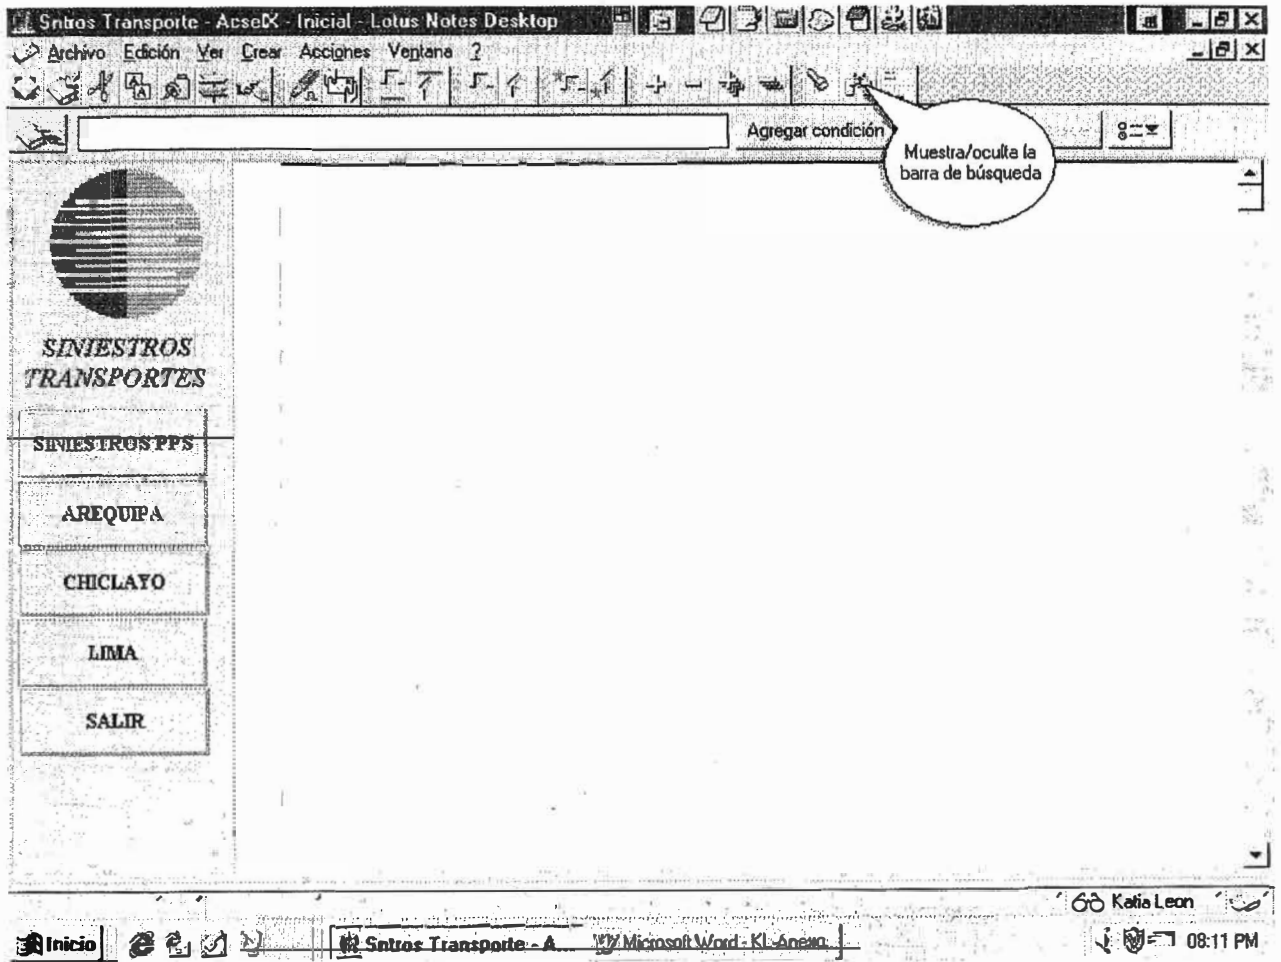 Sntros Transporte - AcselX - Inicial - Lotus Notes Desktop
Archivo Edición Ver Crear Acciones Ventana ?
Agregar condición
Muestra/oculta la
barra de búsqueda
SINIESTROS
TRANSPORTES
SINIESTROS PPS
AREQUIPA
CHICLAYO
LIMA
SALIR
Katia Leon
Inicio
Sntros Transporte - A...
Microsoft Word - KL-Anexo
08:11 PM